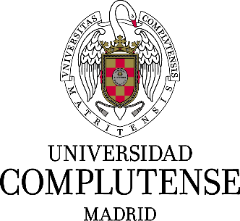 VNIVERSITAS COMPLVTENSIS
MATRITENSIS
UNIVERSIDAD
COMPLUTENSE
MADRID